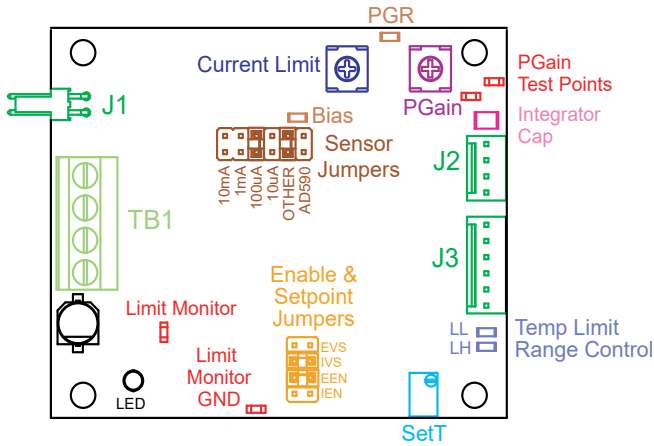 PGR
Current Limit
PGain
PGain
Test Points
Integrator
Cap
J1
Bias
Sensor
Jumpers
10mA
1mA
100uA
10uA
OTHER
AD590
J2
TB1
J3
Enable &
Setpoint
Jumpers
Limit Monitor
EVS
IVS
EEN
IEN
LL
LH
Temp Limit
Range Control
Limit
Monitor
GND
LED
SetT